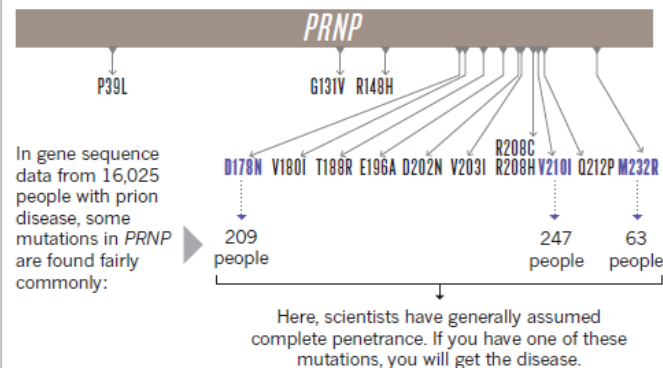 PRNP
P39L
G131V R148H
R208C
D178N V180I T188R E196A D202N V203I R208H V210I Q212P M232R
In gene sequence
data from 16,025
people with prion
disease, some
mutations in PRNP
are found fairly
commonly:
209
people
247
people
63
people
Here, scientists have generally assumed
complete penetrance. If you have one of these
mutations, you will get the disease.